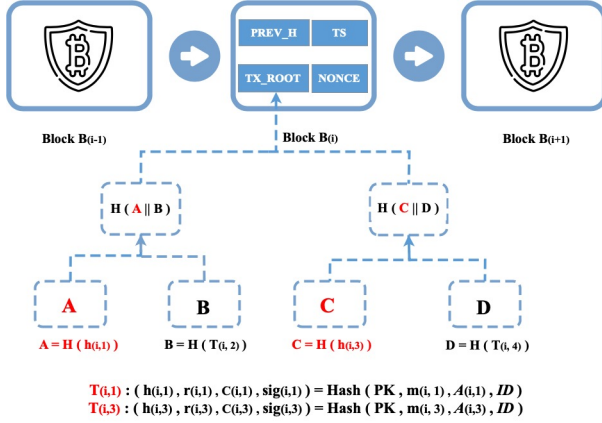 PREV_H TS
TX_ROOT NONCE
Block B(i-1) Block B(i) Block B(i+1)
H ( A || B ) H ( C || D )
A B C D
A = H ( h(i,1) ) B = H ( T(i, 2) ) C = H ( h(i,3) ) D = H ( T(i, 4) )
T(i,1) : ( h(i,1) , r(i,1) , C(i,1) , sig(i,1) ) = Hash ( PK , m(i, 1) , A(i,1) , ID )
T(i,3) : ( h(i,3) , r(i,3) , C(i,3) , sig(i,3) ) = Hash ( PK , m(i, 3) , A(i,3) , ID )